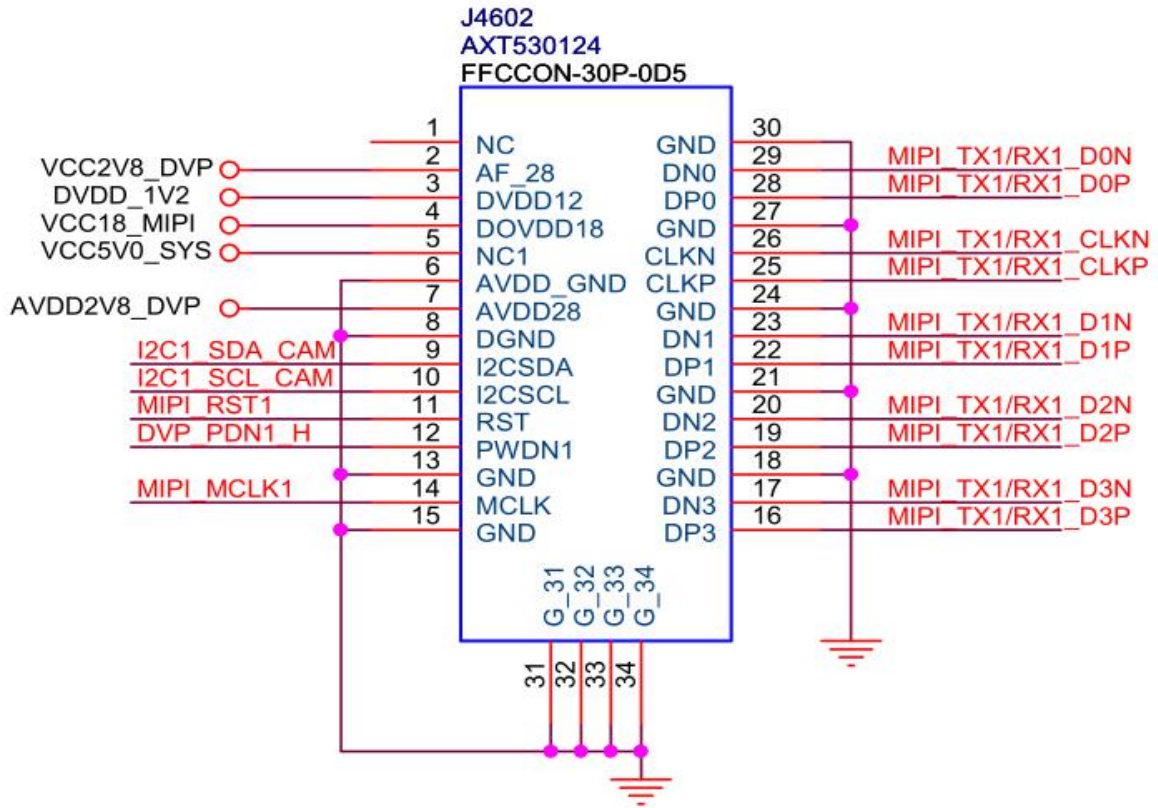 J4602
AXT530124
FFCCON-30P-0D5
1 NC GND 30
VCC2V8_DVP 2 AF_28 DN0 29 MIPI_TX1/RX1_D0N
DVDD_1V2 3 DVDD12 DP0 28 MIPI_TX1/RX1_D0P
VCC18_MIPI 4 DOVDD18 GND 27
VCC5V0_SYS 5 NC1 CLKN 26 MIPI_TX1/RX1_CLKN
6 AVDD_GND CLKP 25 MIPI_TX1/RX1_CLKP
AVDD2V8_DVP 7 AVDD28 GND 24
8 DGND DN1 23 MIPI_TX1/RX1_D1N
I2C1_SDA_CAM 9 I2CSDA DP1 22 MIPI_TX1/RX1_D1P
I2C1_SCL_CAM 10 I2CSCL GND 21
MIPI_RST1 11 RST DN2 20 MIPI_TX1/RX1_D2N
DVP_PDN1_H 12 PWDN1 DP2 19 MIPI_TX1/RX1_D2P
13 GND GND 18
MIPI_MCLK1 14 MCLK DN3 17 MIPI_TX1/RX1_D3N
15 GND DP3 16 MIPI_TX1/RX1_D3P
G_31 G_32 G_33 G_34
31 32 33 34